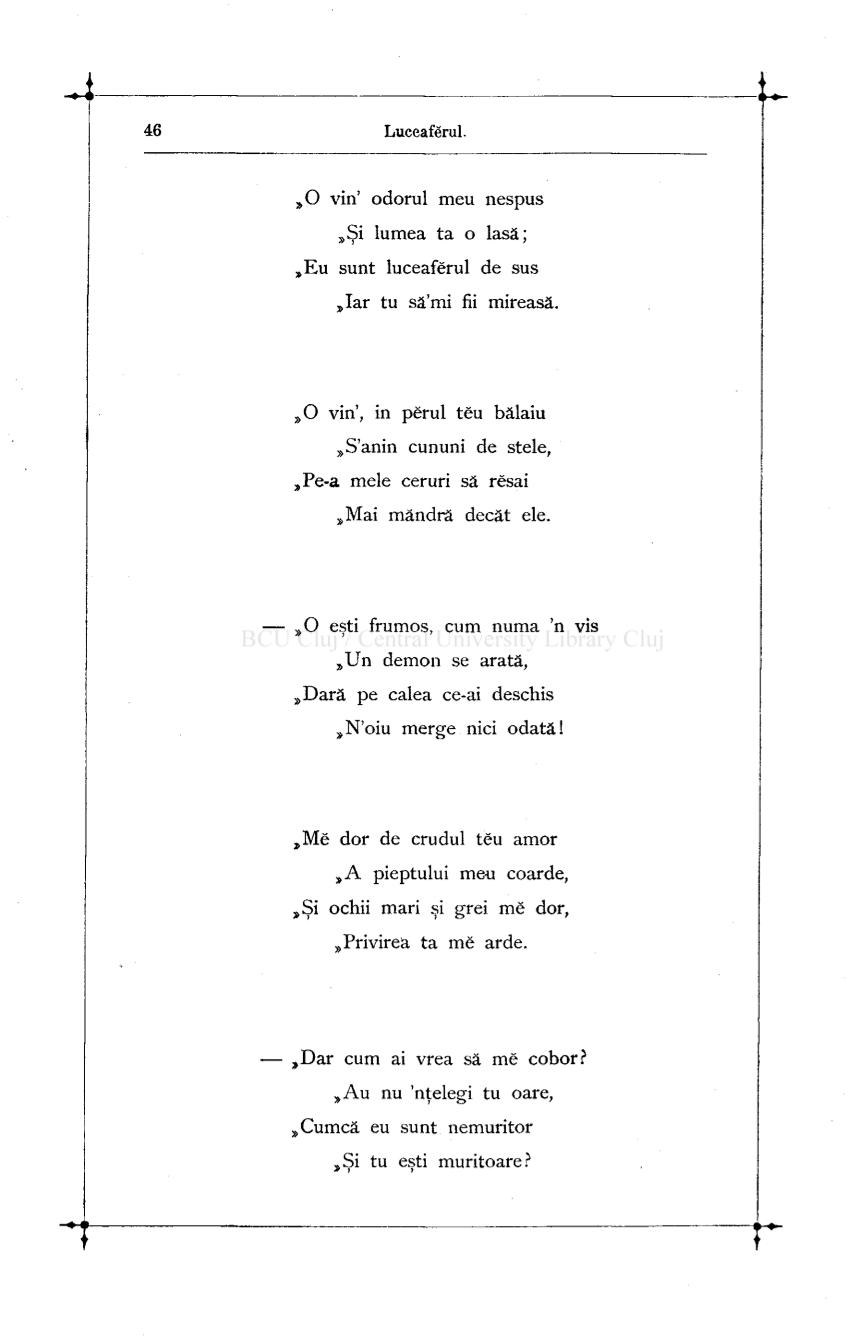 46
Luceafĕrul.
„O vin’ odorul meu nespus
„Și lumea ta o lasă;
„Eu sunt luceafĕrul de sus
„Iar tu să’mi fii mireasă.
„O vin’, in pĕrul tĕu bălaiu
„S’anin cununi de stele,
„Pe-a mele ceruri să rĕsai
„Mai măndră decăt ele.
— „O ești frumos, cum numa ’n vis
BCU Cluj / Central University Library Cluj
„Un demon se arată,
„Dară pe calea ce-ai deschis
„N’oiu merge nici odată!
„Mĕ dor de crudul tĕu amor
„A pieptului meu coarde,
„Și ochii mari și grei mĕ dor,
„Privirea ta mĕ arde.
— „Dar cum ai vrea să mĕ cobor?
„Au nu ’nțelegi tu oare,
„Cumcă eu sunt nemuritor
„Și tu ești muritoare?